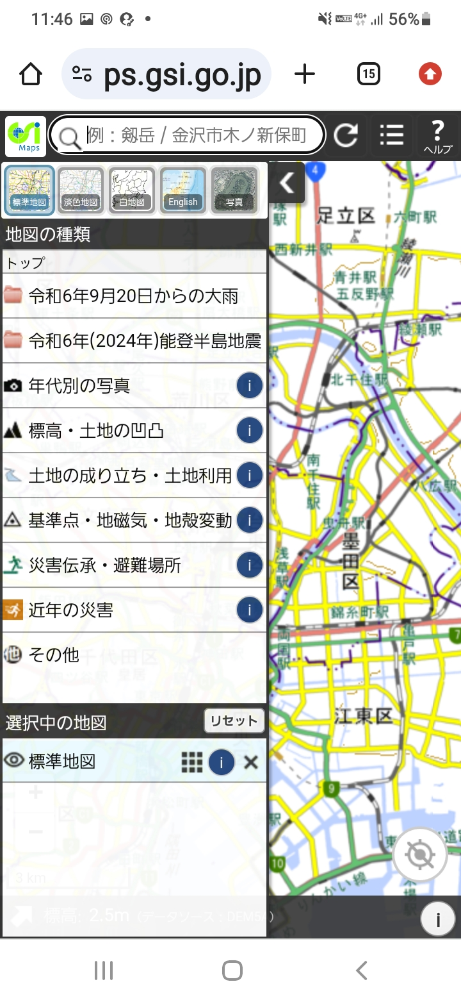 11:46
VoLTE 4G+ 56%
ps.gsi.go.jp
15
GSI Maps
例：剱岳 / 金沢市木ノ新保町
?
ヘルプ
標準地図 淡色地図 白地図 English 写真
地図の種類
トップ
令和6年9月20日からの大雨
令和6年(2024年)能登半島地震
年代別の写真 i
標高・土地の凹凸 i
土地の成り立ち・土地利用 i
基準点・地磁気・地殻変動 i
災害伝承・避難場所 i
近年の災害 i
他 その他
選択中の地図 リセット
標準地図 i
+
−
3 km
標高: 2.5m (データソース：DEM5A)
i
4
足立区
六町駅
西新井駅
綾瀬川
青井駅
五反野駅
綾瀬駅
北千住駅
南千住駅
八広駅
曳舟駅
墨田区
浅草駅
錦糸町駅
両国駅
亀戸駅
7
江東区
9
10
りんかい線
荒川区
千代田区
皇居